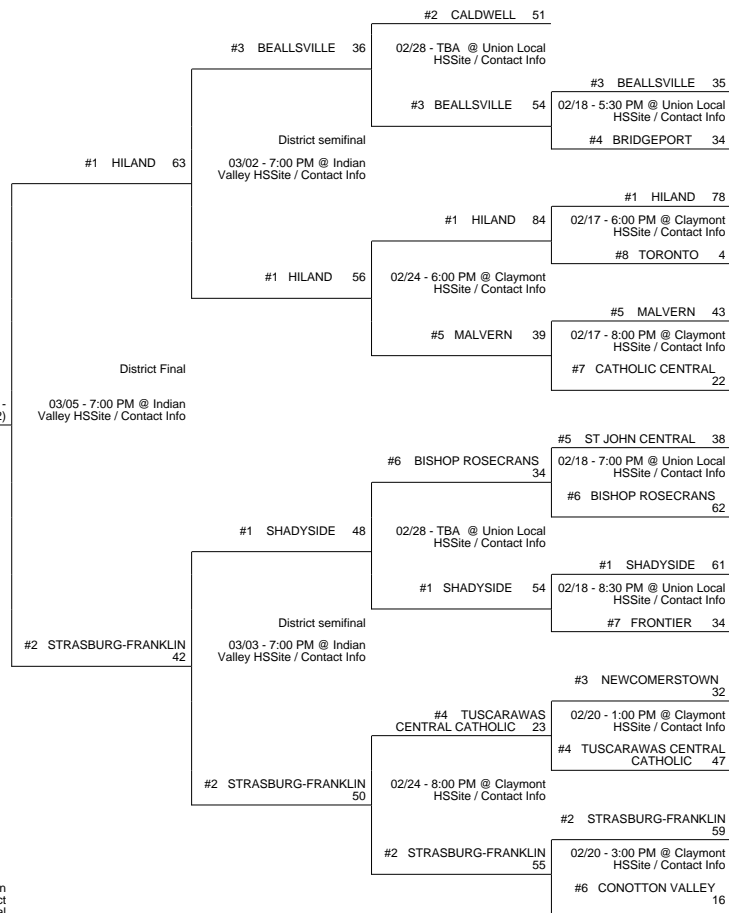 #2 CALDWELL 51
#3 BEALLSVILLE 36
02/28 - TBA @ Union Local
HSSite / Contact Info
#3 BEALLSVILLE 35
#3 BEALLSVILLE 54
02/18 - 5:30 PM @ Union Local
HSSite / Contact Info
#4 BRIDGEPORT 34
District semifinal
#1 HILAND 63
03/02 - 7:00 PM @ Indian
Valley HSSite / Contact Info
#1 HILAND 78
#1 HILAND 84
02/17 - 6:00 PM @ Claymont
HSSite / Contact Info
#8 TORONTO 4
#1 HILAND 56
02/24 - 6:00 PM @ Claymont
HSSite / Contact Info
#5 MALVERN 43
#5 MALVERN 39
02/17 - 8:00 PM @ Claymont
HSSite / Contact Info
#7 CATHOLIC CENTRAL
22
District Final
-
2)
03/05 - 7:00 PM @ Indian
Valley HSSite / Contact Info
#5 ST JOHN CENTRAL 38
#6 BISHOP ROSECRANS
34
02/18 - 7:00 PM @ Union Local
HSSite / Contact Info
#6 BISHOP ROSECRANS
62
#1 SHADYSIDE 48
02/28 - TBA @ Union Local
HSSite / Contact Info
#1 SHADYSIDE 61
#1 SHADYSIDE 54
02/18 - 8:30 PM @ Union Local
HSSite / Contact Info
#7 FRONTIER 34
District semifinal
#2 STRASBURG-FRANKLIN
42
03/03 - 7:00 PM @ Indian
Valley HSSite / Contact Info
#3 NEWCOMERSTOWN
32
#4 TUSCARAWAS
CENTRAL CATHOLIC 23
02/20 - 1:00 PM @ Claymont
HSSite / Contact Info
#4 TUSCARAWAS CENTRAL
CATHOLIC 47
#2 STRASBURG-FRANKLIN
50
02/24 - 8:00 PM @ Claymont
HSSite / Contact Info
#2 STRASBURG-FRANKLIN
59
#2 STRASBURG-FRANKLIN
55
02/20 - 3:00 PM @ Claymont
HSSite / Contact Info
#6 CONOTTON VALLEY
16